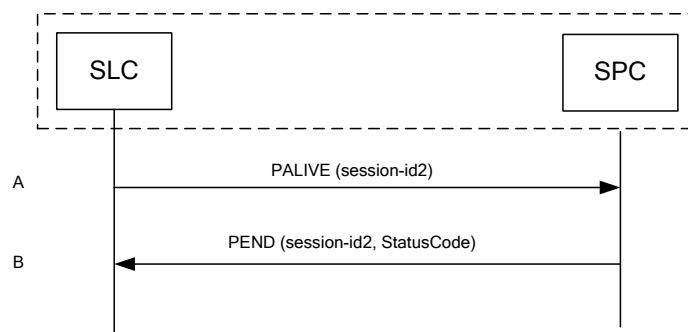 SLC
SPC
A
PALIVE (session-id2)
B
PEND (session-id2, StatusCode)